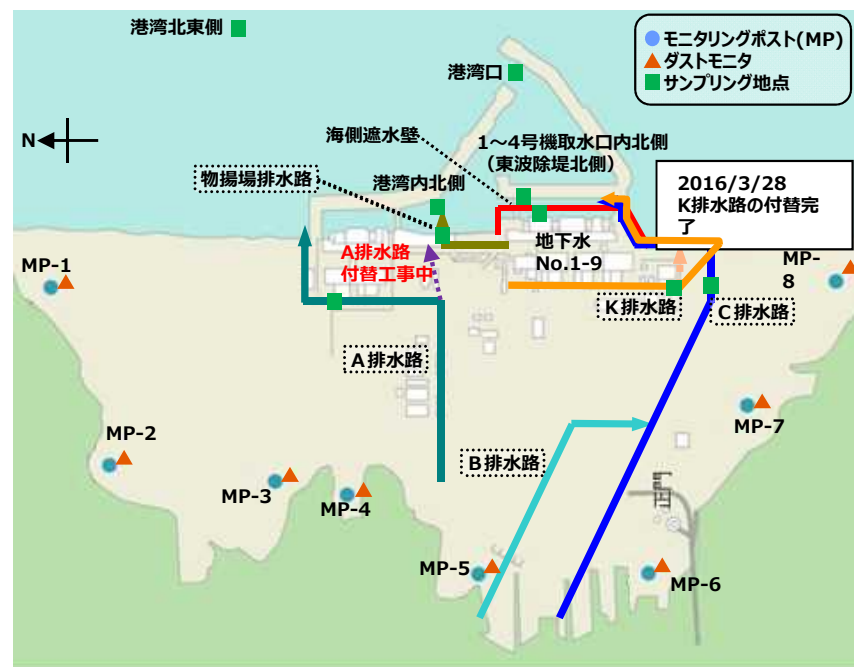 港湾北東側
港湾口
モニタリングポスト(MP)
ダストモニタ
サンプリング地点
N
海側遮水壁
1～4号機取水口内北側
（東波除堤北側）
物揚場排水路
港湾内北側
2016/3/28
K排水路の付替完
了
A排水路
付替工事中
地下水
No.1-9
MP-1
MP-
8
K排水路
C排水路
A排水路
MP-2
MP-3
MP-4
B排水路
正門
MP-7
MP-5
MP-6